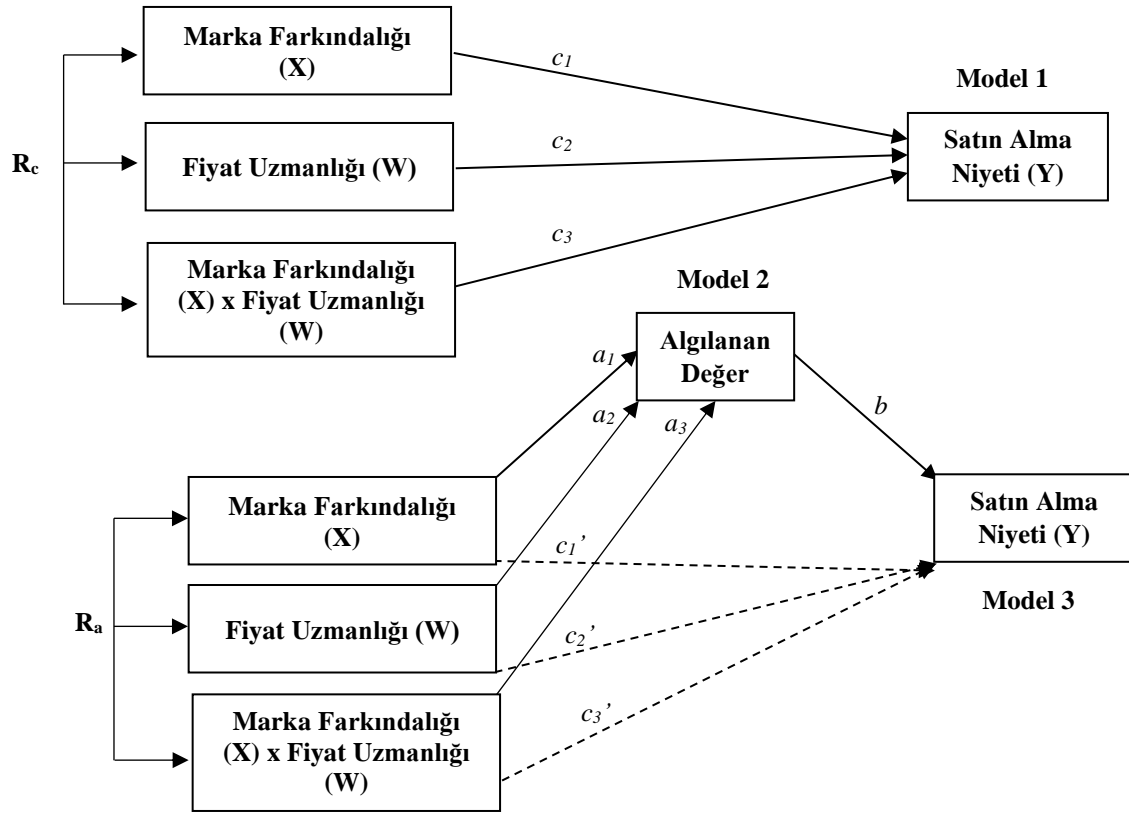 Marka Farkındalığı
(X)
c1
Model 1
Rc
Fiyat Uzmanlığı (W)
c2
Satın Alma
Niyeti (Y)
c3
Marka Farkındalığı
(X) x Fiyat Uzmanlığı
(W)
Model 2
Algılanan
Değer
a1
a2
a3
b
Marka Farkındalığı
(X)
c1’
Satın Alma
Niyeti (Y)
Model 3
Ra
Fiyat Uzmanlığı (W)
c2’
Marka Farkındalığı
(X) x Fiyat Uzmanlığı
(W)
c3’